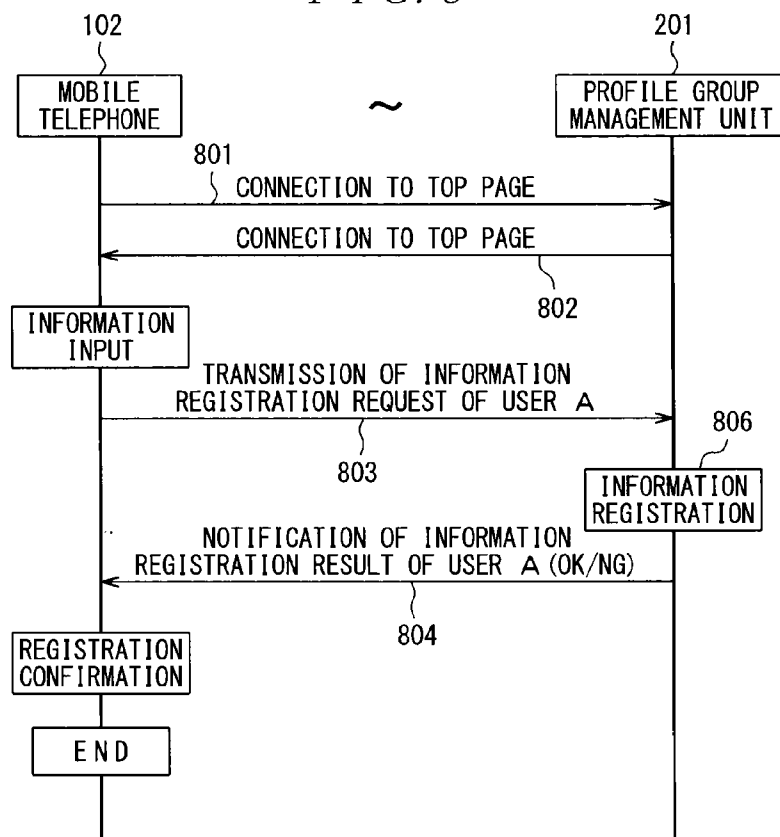 102
201
MOBILE
TELEPHONE
~
PROFILE GROUP
MANAGEMENT UNIT
801
CONNECTION TO TOP PAGE
CONNECTION TO TOP PAGE
802
INFORMATION
INPUT
TRANSMISSION OF INFORMATION
REGISTRATION REQUEST OF USER A
803
806
INFORMATION
REGISTRATION
NOTIFICATION OF INFORMATION
REGISTRATION RESULT OF USER A (OK/NG)
804
REGISTRATION
CONFIRMATION
END